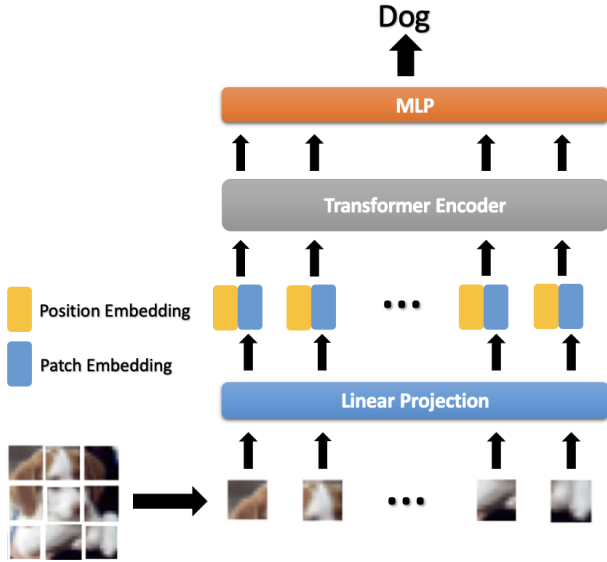 Dog
MLP
Transformer Encoder
Position Embedding
Patch Embedding
Linear Projection